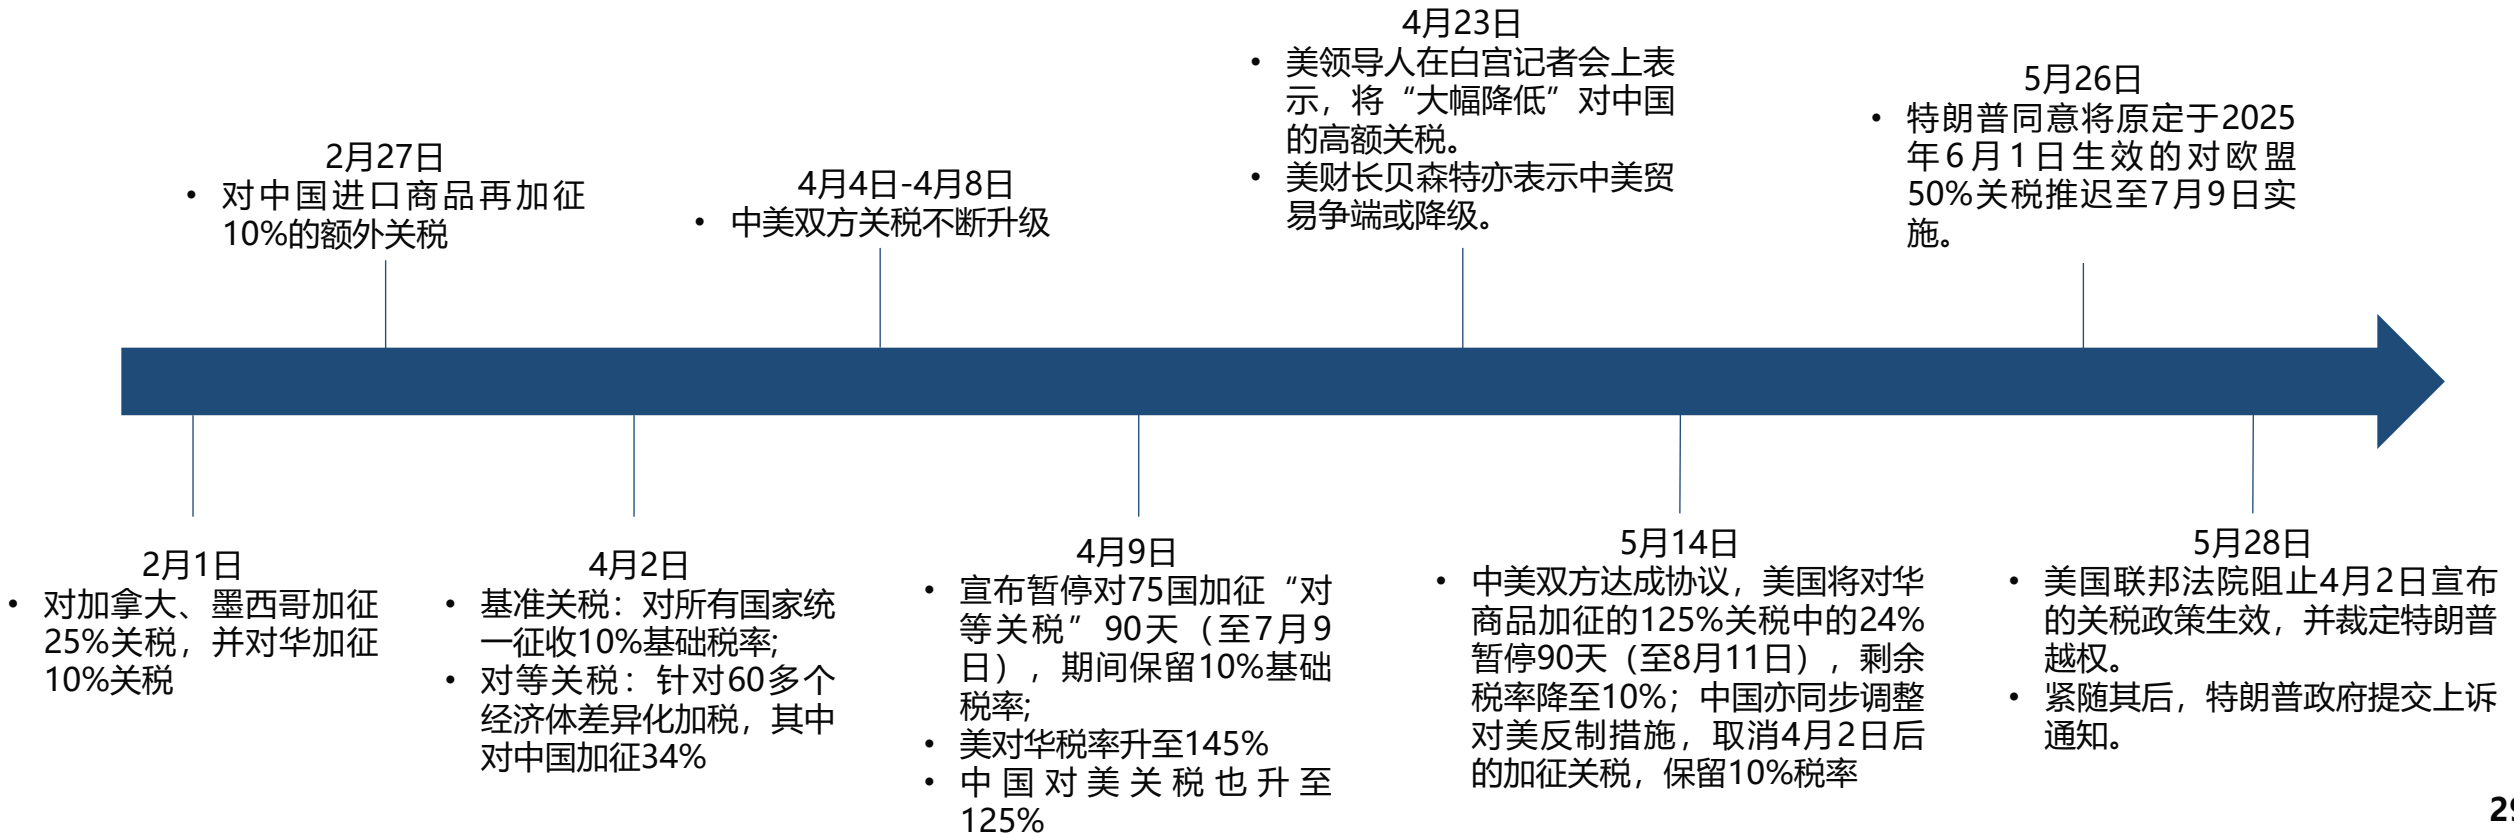 2月27日
• 对中国进口商品再加征
10%的额外关税
4月4日-4月8日
• 中美双方关税不断升级
4月23日
• 美领导人在白宫记者会上表
示，将“大幅降低”对中国
的高额关税。
• 美财长贝森特亦表示中美贸
易争端或降级。
5月26日
• 特朗普同意将原定于2025
年6月1日生效的对欧盟
50%关税推迟至7月9日实
施。
2月1日
• 对加拿大、墨西哥加征
25%关税，并对华加征
10%关税
4月2日
• 基准关税：对所有国家统
一征收10%基础税率;
• 对等关税：针对60多个
经济体差异化加税，其中
对中国加征34%
4月9日
• 宣布暂停对75国加征“对
等关税”90天（至7月9
日），期间保留10%基础
税率;
• 美对华税率升至145%
• 中国对美关税也升至
125%
5月14日
• 中美双方达成协议，美国将对华
商品加征的125%关税中的24%
暂停90天（至8月11日），剩余
税率降至10%；中国亦同步调整
对美反制措施，取消4月2日后
的加征关税，保留10%税率
5月28日
• 美国联邦法院阻止4月2日宣布
的关税政策生效，并裁定特朗普
越权。
• 紧随其后，特朗普政府提交上诉
通知。